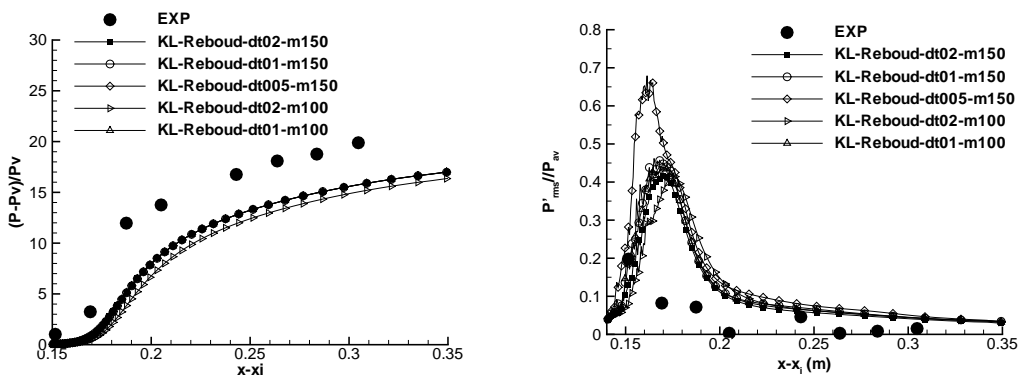 EXP
KL-Reboud-dt02-m150
KL-Reboud-dt01-m150
KL-Reboud-dt005-m150
KL-Reboud-dt02-m100
KL-Reboud-dt01-m100
(P-Pv)/Pv
30
25
20
15
10
5
0
0.15
0.2
0.25
0.3
0.35
x-xi
EXP
KL-Reboud-dt02-m150
KL-Reboud-dt01-m150
KL-Reboud-dt005-m150
KL-Reboud-dt02-m100
KL-Reboud-dt01-m100
P'rms//Pav
0.8
0.7
0.6
0.5
0.4
0.3
0.2
0.1
0
0.15
0.2
0.25
0.3
0.35
x-xi (m)